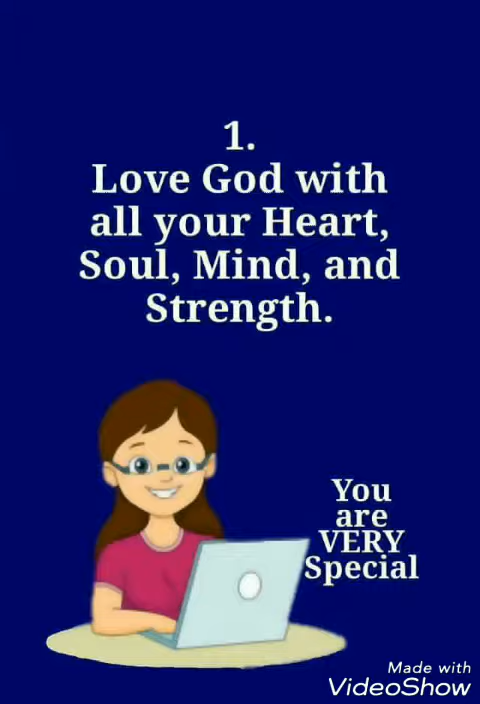 1.
Love God with
all your Heart,
Soul, Mind, and
Strength.
You
are
VERY
Special
Made with
VideoShow